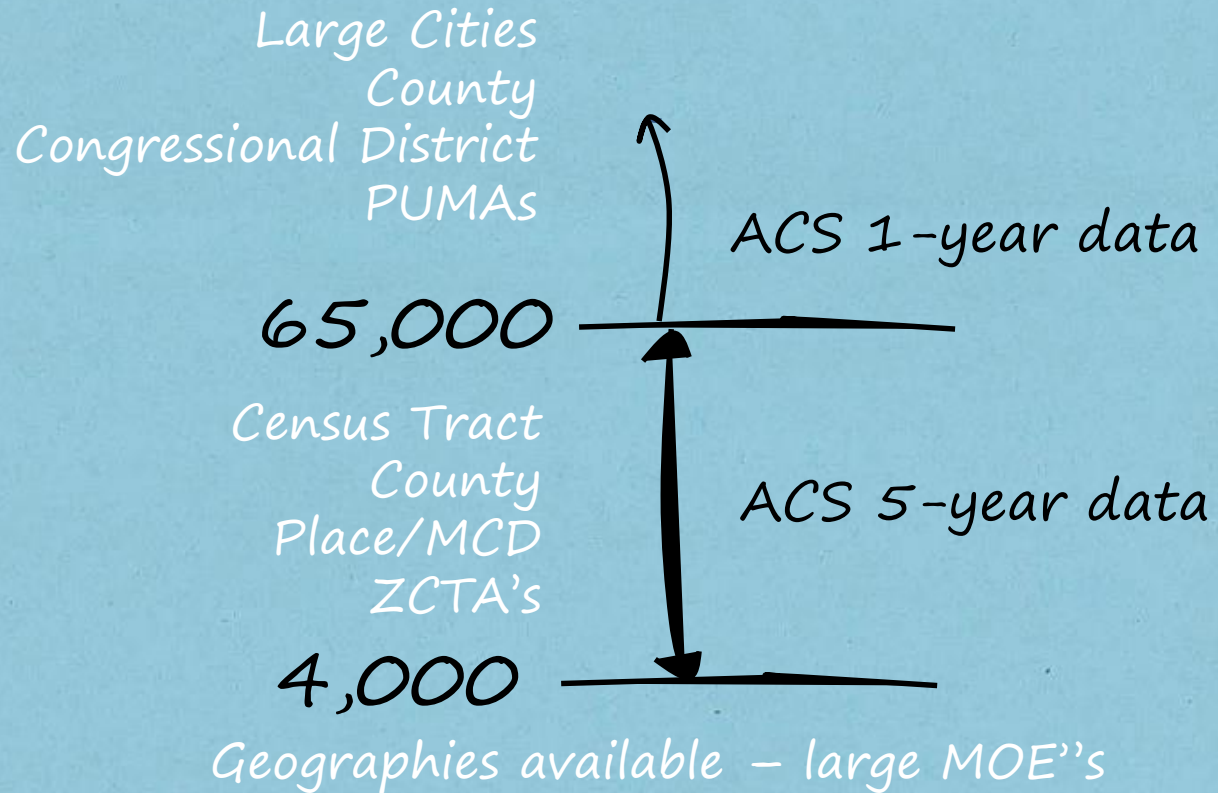 Large Cities
County
Congressional District
PUMAs
ACS 1-year data
65,000
Census Tract
County
Place/MCD
ZCTA's
ACS 5-year data
4,000
Geographies available – large MOE''s